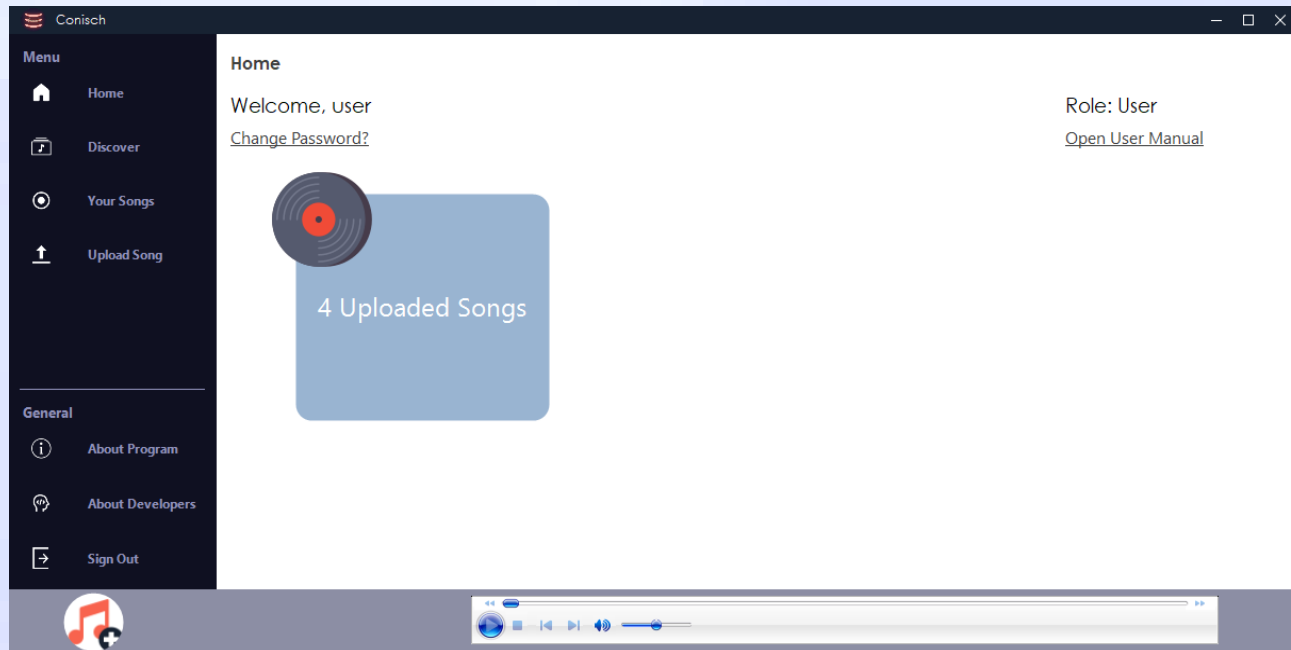 Conisch
Menu
Home
Discover
Your Songs
Upload Song
General
About Program
About Developers
Sign Out
Home
Welcome, user
Role: User
Change Password?
Open User Manual
4 Uploaded Songs